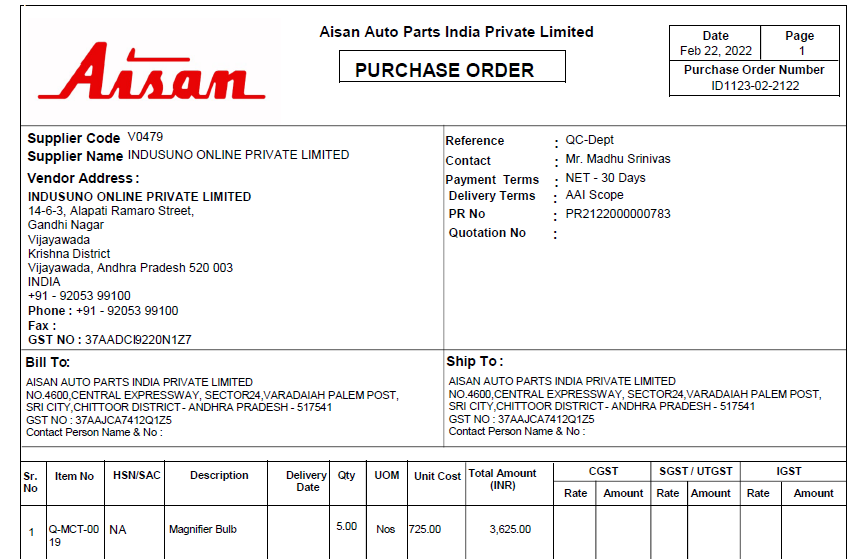 Aisan
Aisan Auto Parts India Private Limited
PURCHASE ORDER
Date Page
Feb 22, 2022 1
Purchase Order Number
ID1123-02-2122
Supplier Code V0479
Supplier Name INDUSUNO ONLINE PRIVATE LIMITED
Vendor Address :
INDUSUNO ONLINE PRIVATE LIMITED
14-6-3, Alapati Ramaro Street,
Gandhi Nagar
Vijayawada
Krishna District
Vijayawada, Andhra Pradesh 520 003
INDIA
+91 - 92053 99100
Phone : +91 - 92053 99100
Fax :
GST NO : 37AADCI9220N1Z7
Reference : QC-Dept
Contact : Mr. Madhu Srinivas
Payment Terms : NET - 30 Days
Delivery Terms : AAI Scope
PR No : PR2122000000783
Quotation No :
Bill To:
AISAN AUTO PARTS INDIA PRIVATE LIMITED
NO.4600,CENTRAL EXPRESSWAY, SECTOR24,VARADAIAH PALEM POST,
SRI CITY,CHITTOOR DISTRICT - ANDHRA PRADESH - 517541
GST NO : 37AAJCA7412Q1Z5
Contact Person Name & No :
Ship To :
AISAN AUTO PARTS INDIA PRIVATE LIMITED
NO.4600,CENTRAL EXPRESSWAY, SECTOR24,VARADAIAH PALEM POST,
SRI CITY,CHITTOOR DISTRICT - ANDHRA PRADESH - 517541
GST NO : 37AAJCA7412Q1Z5
Contact Person Name & No :
Sr. No Item No HSN/SAC Description Delivery Date Qty UOM Unit Cost Total Amount (INR) CGST SGST / UTGST IGST
Rate Amount Rate Amount Rate Amount
1 Q-MCT-0019 NA Magnifier Bulb 5.00 Nos 725.00 3,625.00